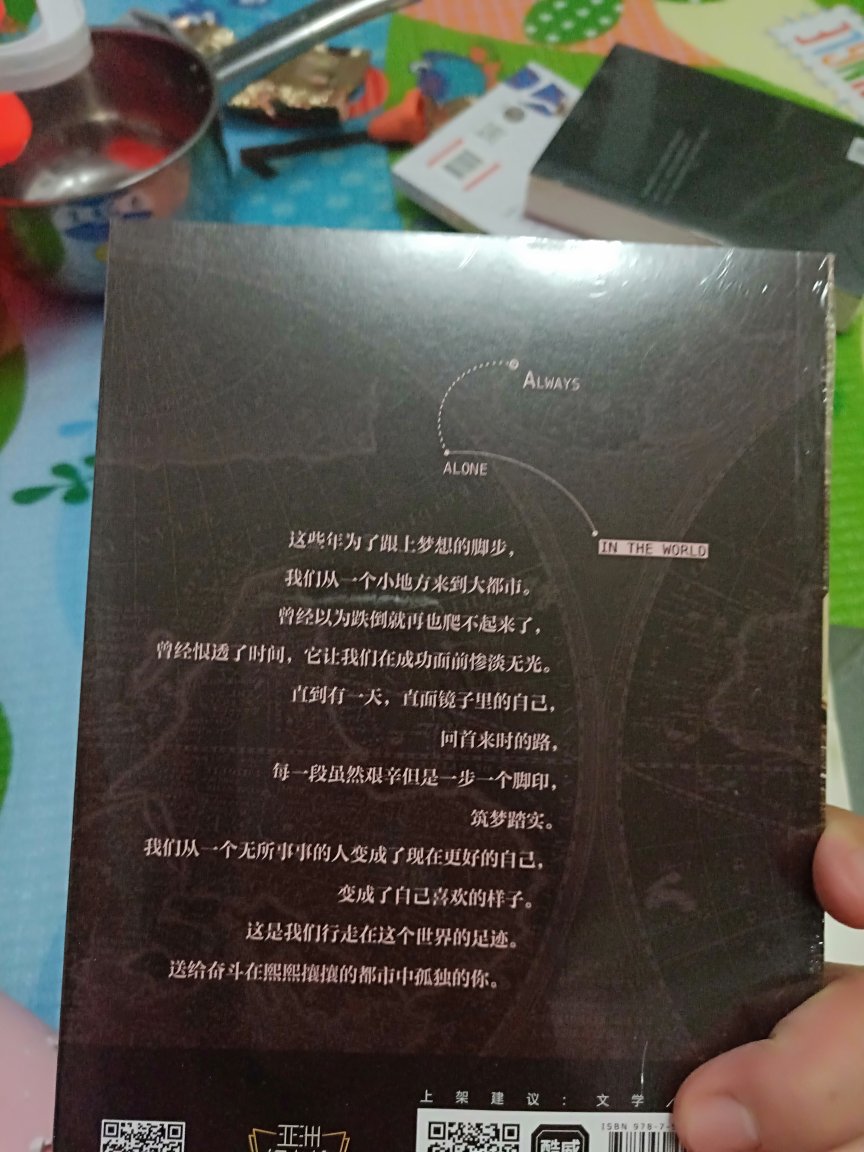 ALWAYS
ALONE
IN THE WORLD
这些年为了跟上梦想的脚步，
我们从一个小地方来到大都市。
曾经以为跌倒就再也爬不起来了，
曾经恨透了时间，它让我们在成功面前惨淡无光。
直到有一天，直面镜子里的自己，
回首来时的路，
每一段虽然艰辛但是一步一个脚印，
筑梦踏实。
我们从一个无所事事的人变成了现在更好的自己，
变成了自己喜欢的样子。
这是我们行走在这个世界的足迹。
送给奋斗在熙熙攘攘的都市中孤独的你。
上架建议：文学
ISBN 978-7-5
酷威